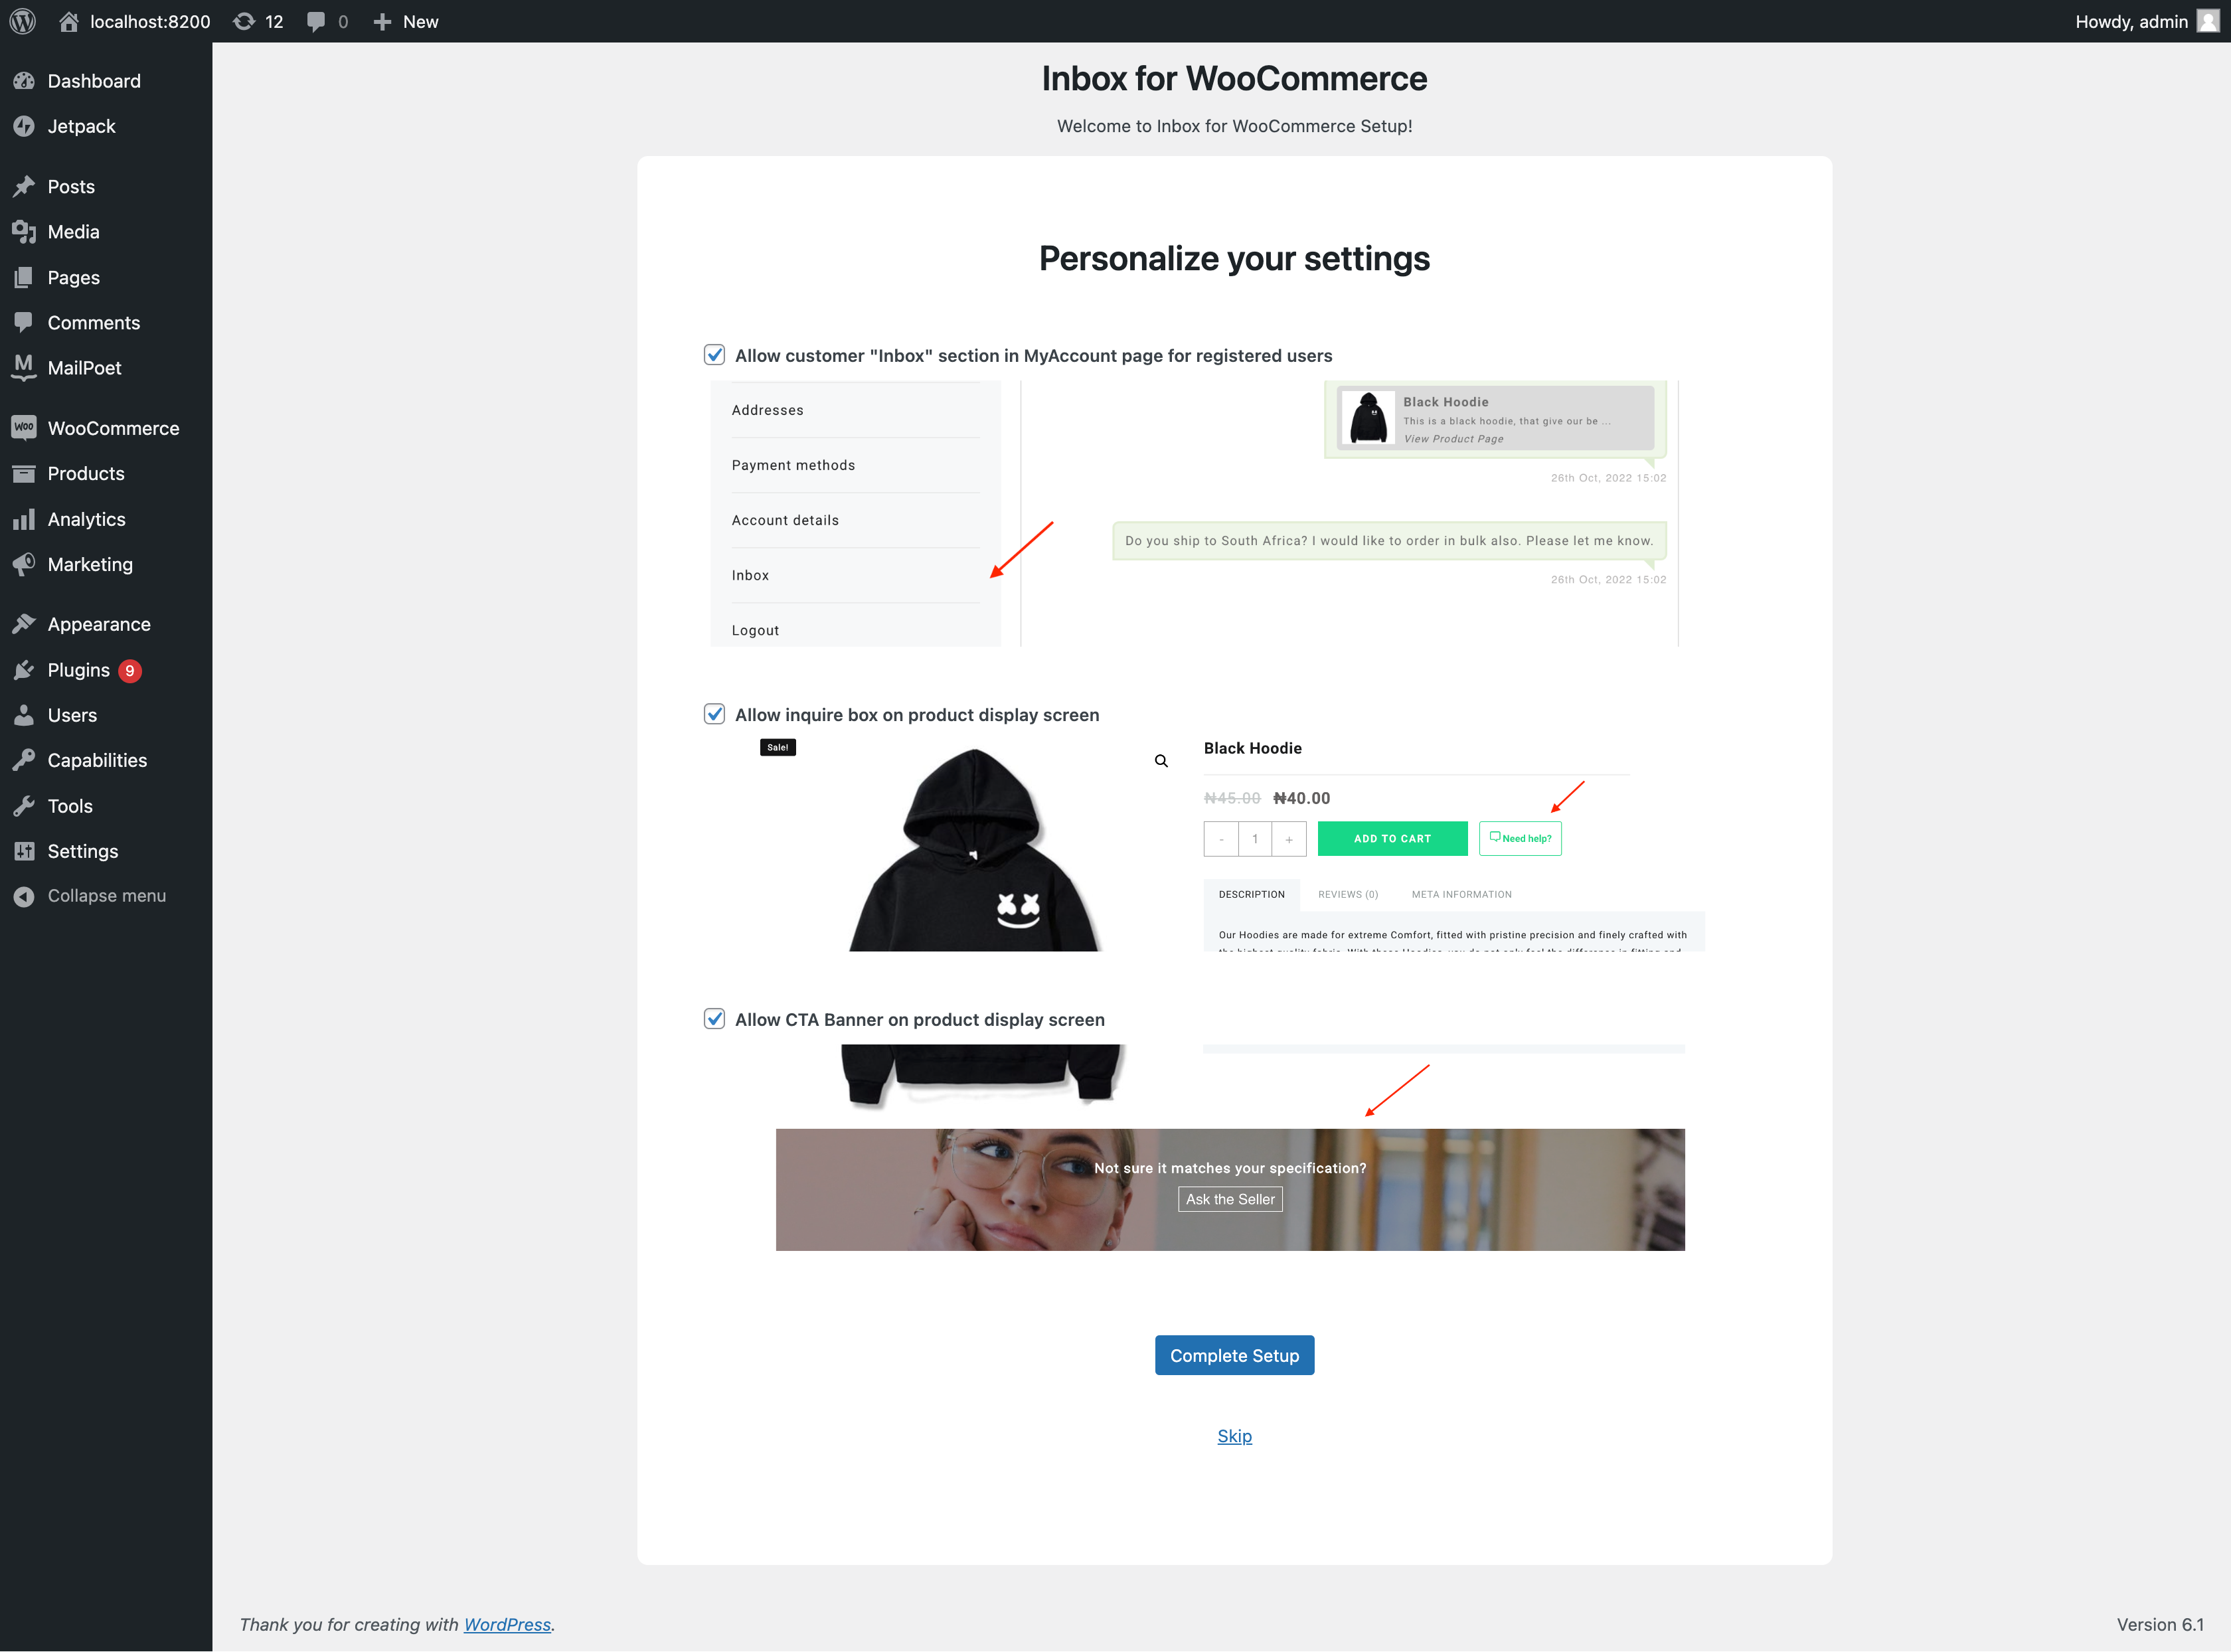 localhost:8200 12 0 New Howdy, admin
Dashboard
Jetpack
Posts
Media
Pages
Comments
M MailPoet
Woo WooCommerce
Products
Analytics
Marketing
Appearance
Plugins 9
Users
Capabilities
Tools
Settings
Collapse menu
Inbox for WooCommerce
Welcome to Inbox for WooCommerce Setup!
Personalize your settings
Allow customer "Inbox" section in MyAccount page for registered users
Addresses
Payment methods
Account details
Inbox
Logout
Black Hoodie
This is a black hoodie, that give our be ...
View Product Page
26th Oct, 2022 15:02
Do you ship to South Africa? I would like to order in bulk also. Please let me know.
26th Oct, 2022 15:02
Allow inquire box on product display screen
Sale!
Black Hoodie
₦45.00 ₦40.00
- 1 + ADD TO CART Need help?
DESCRIPTION REVIEWS (0) META INFORMATION
Our Hoodies are made for extreme Comfort, fitted with pristine precision and finely crafted with
Allow CTA Banner on product display screen
Not sure it matches your specification?
Ask the Seller
Complete Setup
Skip
Thank you for creating with WordPress.
Version 6.1